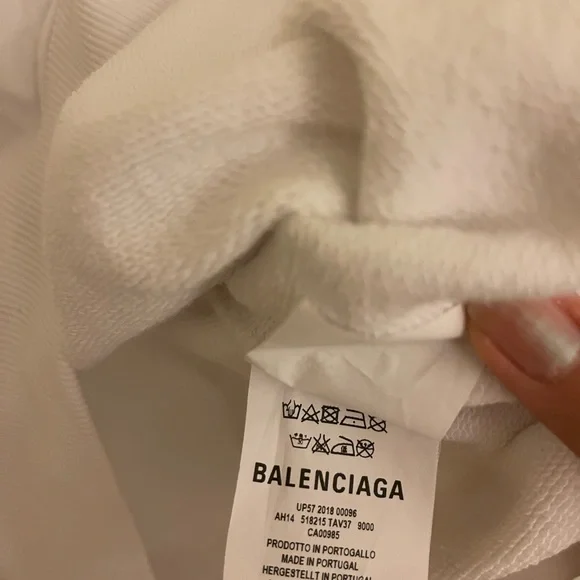 BALENCIAGA
UP57 2018 00096
AH14 518215 TAV37 9000
CA00985
PRODOTTO IN PORTOGALLO
MADE IN PORTUGAL
HERGESTELLT IN PORTUGAL